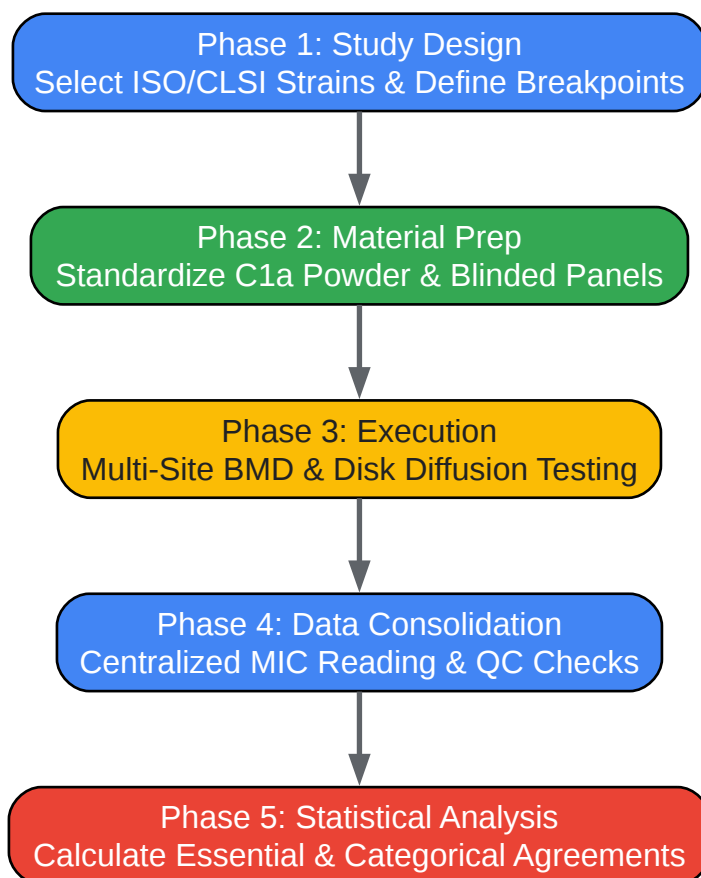 Phase 1: Study Design
Select ISO/CLSI Strains & Define Breakpoints
Phase 2: Material Prep
Standardize C1a Powder & Blinded Panels
Phase 3: Execution
Multi-Site BMD & Disk Diffusion Testing
Phase 4: Data Consolidation
Centralized MIC Reading & QC Checks
Phase 5: Statistical Analysis
Calculate Essential & Categorical Agreements